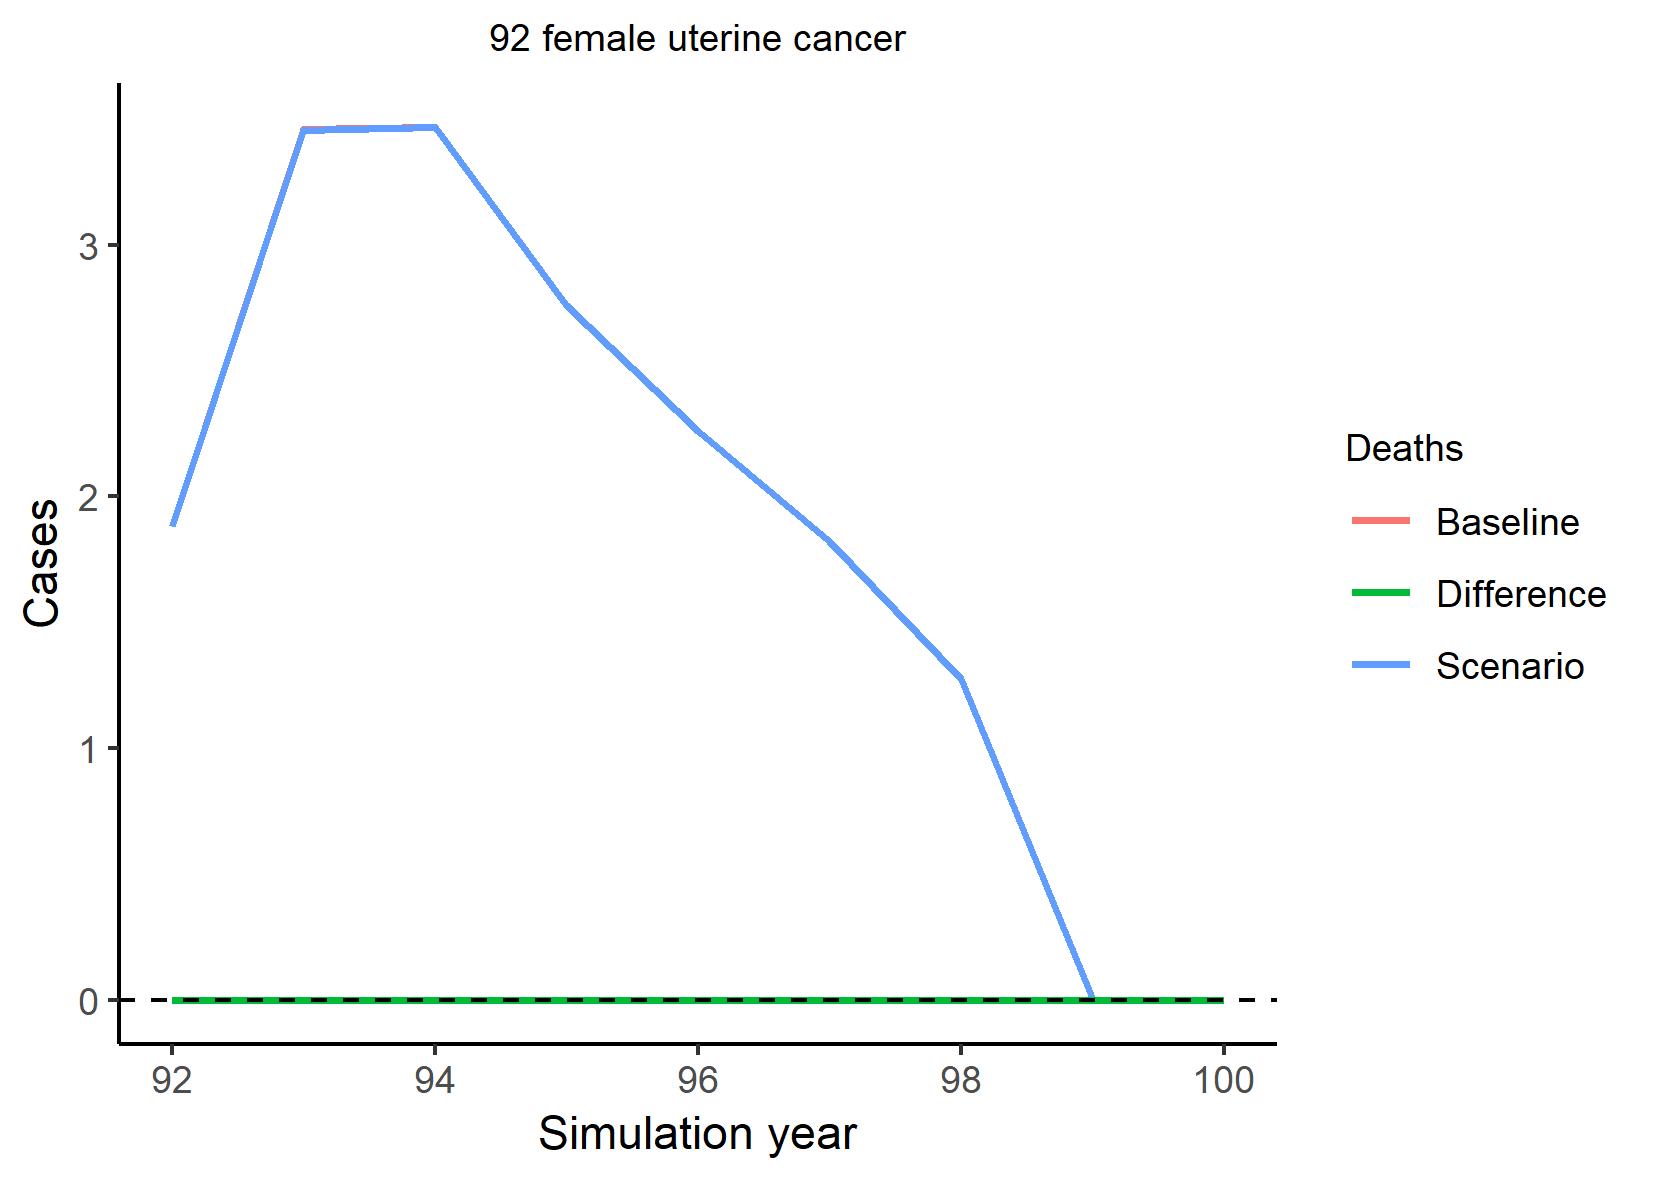 92 female uterine cancer
3
2
1
0
Cases
92 94 96 98 100
Simulation year
Deaths
Baseline
Difference
Scenario